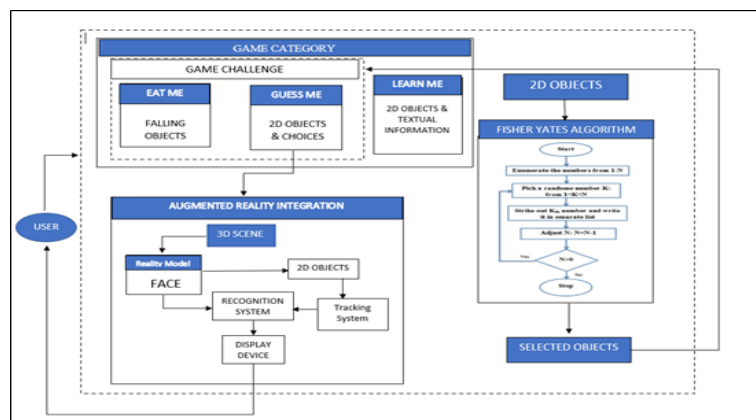 GAME CATEGORY
GAME CHALLENGE
EAT ME
FALLING
OBJECTS
GUESS ME
2D OBJECTS
& CHOICES
LEARN ME
2D OBJECTS &
TEXTUAL
INFORMATION
2D OBJECTS
FISHER YATES ALGORITHM
Start
Enumerate the numbers from 1-N
Pick a randome number K:
from 1<K<N
Strike out Kth number and write
it in separate list
Adjust N: N=N-1
N=0
Yes
No
Stop
SELECTED OBJECTS
USER
AUGMENTED REALITY INTEGRATION
3D SCENE
Reality Model
FACE
2D OBJECTS
RECOGNITION
SYSTEM
Tracking
System
DISPLAY
DEVICE